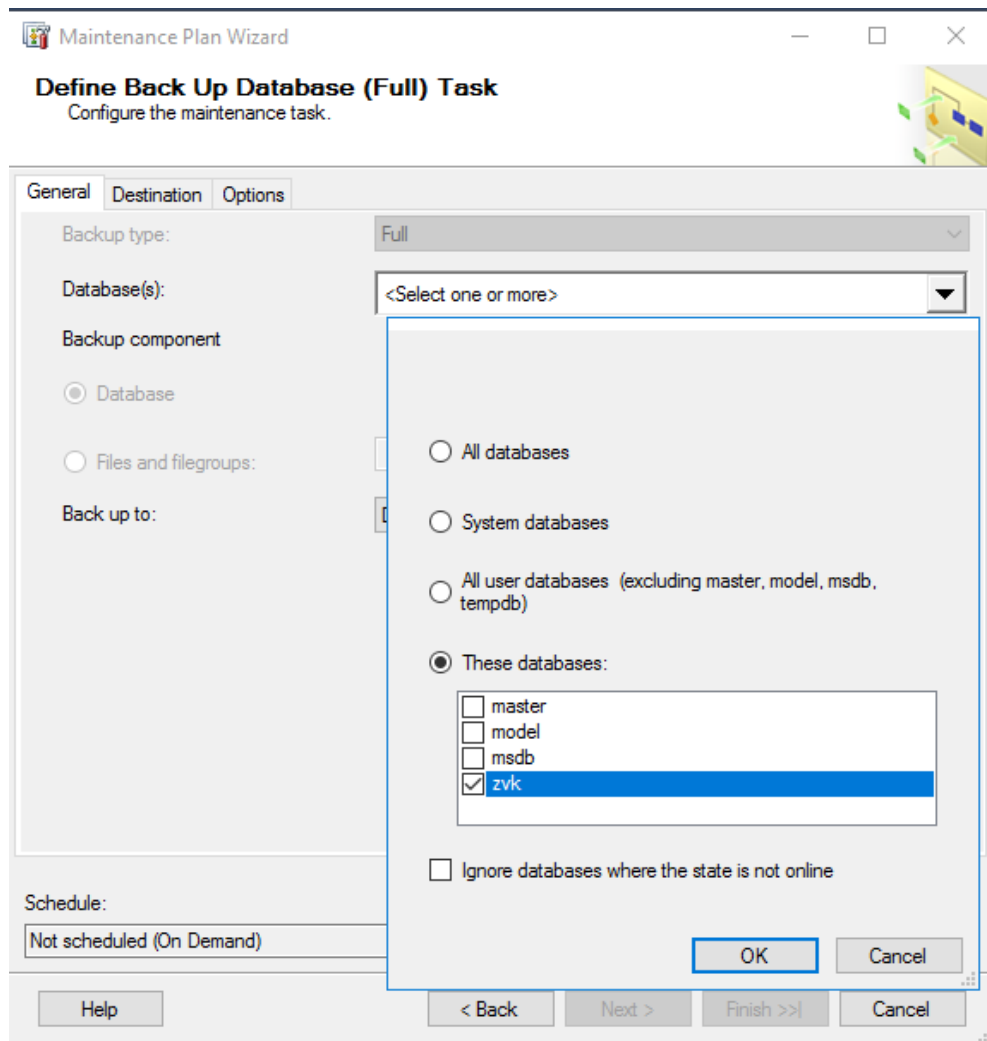 Maintenance Plan Wizard
Define Back Up Database (Full) Task
Configure the maintenance task.
General Destination Options
Backup type: Full
Database(s): <Select one or more>
Backup component
Database
Files and filegroups:
Back up to:
All databases
System databases
All user databases (excluding master, model, msdb,
tempdb)
These databases:
master
model
msdb
zvk
Ignore databases where the state is not online
Schedule:
Not scheduled (On Demand)
OK Cancel
Help < Back Next > Finish >>| Cancel